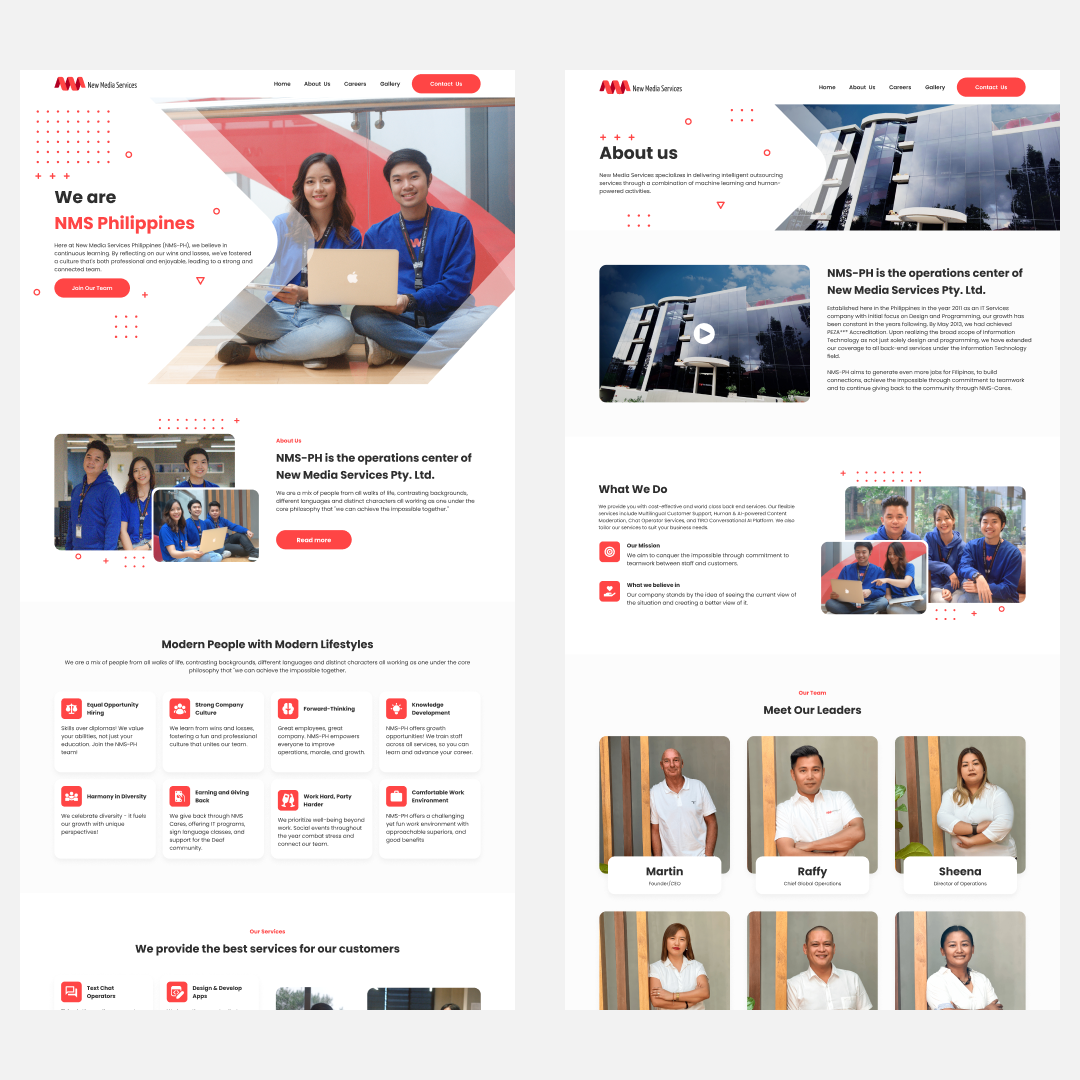 New Media Services
Home
About Us
Careers
Gallery
Contact Us
We are
NMS Philippines
Here at New Media Services Philippines (NMS-PH), we believe in
continuous learning. By reflecting on our wins and losses, we've fostered
a culture that's both professional and enjoyable, leading to a strong and
connected team.
Join Our Team
About Us
NMS-PH is the operations center of
New Media Services Pty. Ltd.
We are a mix of people from all walks of life, contrasting backgrounds,
different languages and distinct characters all working as one under the
core philosophy that "we can achieve the impossible together."
Read more
Modern People with Modern Lifestyles
We are a mix of people from all walks of life, contrasting backgrounds, different languages and distinct characters all working as one under the core
philosophy that "we can achieve the impossible together.
Equal Opportunity
Hiring
Skills over diplomas! We value
your abilities, not just your
education. Join the NMS-PH
team!
Strong Company
Culture
We learn from wins and losses,
fostering a fun and professional
culture that unites our team.
Forward-Thinking
Great employees, great
company. NMS-PH empowers
everyone to improve
operations, morale, and growth.
Knowledge
Development
NMS-PH offers growth
opportunities! We train staff
across all services, so you can
learn and advance your career.
Harmony in Diversity
We celebrate diversity - it fuels
our growth with unique
perspectives!
Earning and Giving
Back
We give back through NMS
Cares, offering IT programs,
sign language classes, and
support for the Deaf
community.
Work Hard, Party
Harder
We prioritize well-being beyond
work. Social events throughout
the year combat stress and
connect our team.
Comfortable Work
Environment
NMS-PH offers a challenging
yet fun work environment with
approachable superiors, and
good benefits
Our Services
We provide the best services for our customers
Text Chat
Operators
Design & Develop
Apps
New Media Services
Home
About Us
Careers
Gallery
Contact Us
About us
New Media Services specializes in delivering intelligent outsourcing
services through a combination of machine learning and human-
powered activities.
NMS-PH is the operations center of
New Media Services Pty. Ltd.
Established here in the Philippines in the year 2011 as an IT Services
company with initial focus on Design and Programming, our growth has
been constant in the years following. By May 2013, we had achieved
PEZA*** Accreditation. Upon realizing the broad scope of Information
Technology as not just solely design and programming, we have extended
our coverage to all back-end services under the Information Technology
field.
NMS-PH aims to generate even more jobs for Filipinos, to build
connections, achieve the impossible through commitment to teamwork
and to continue giving back to the community through NMS-Cares.
What We Do
We provide you with cost-effective and world class back-end services. Our flexible
services include Multilingual Customer Support, Human & AI-powered Content
Moderation, Chat Operator Services, and TIRO Conversational AI Platform. We also
tailor our services to suit your business needs.
Our Mission
We aim to conquer the impossible through commitment to
teamwork between staff and customers.
What we believe in
Our company stands by the idea of seeing the current view of
the situation and creating a better view of it.
Our Team
Meet Our Leaders
Martin
Founder/CEO
Raffy
Chief Global Operations
Sheena
Director of Operations